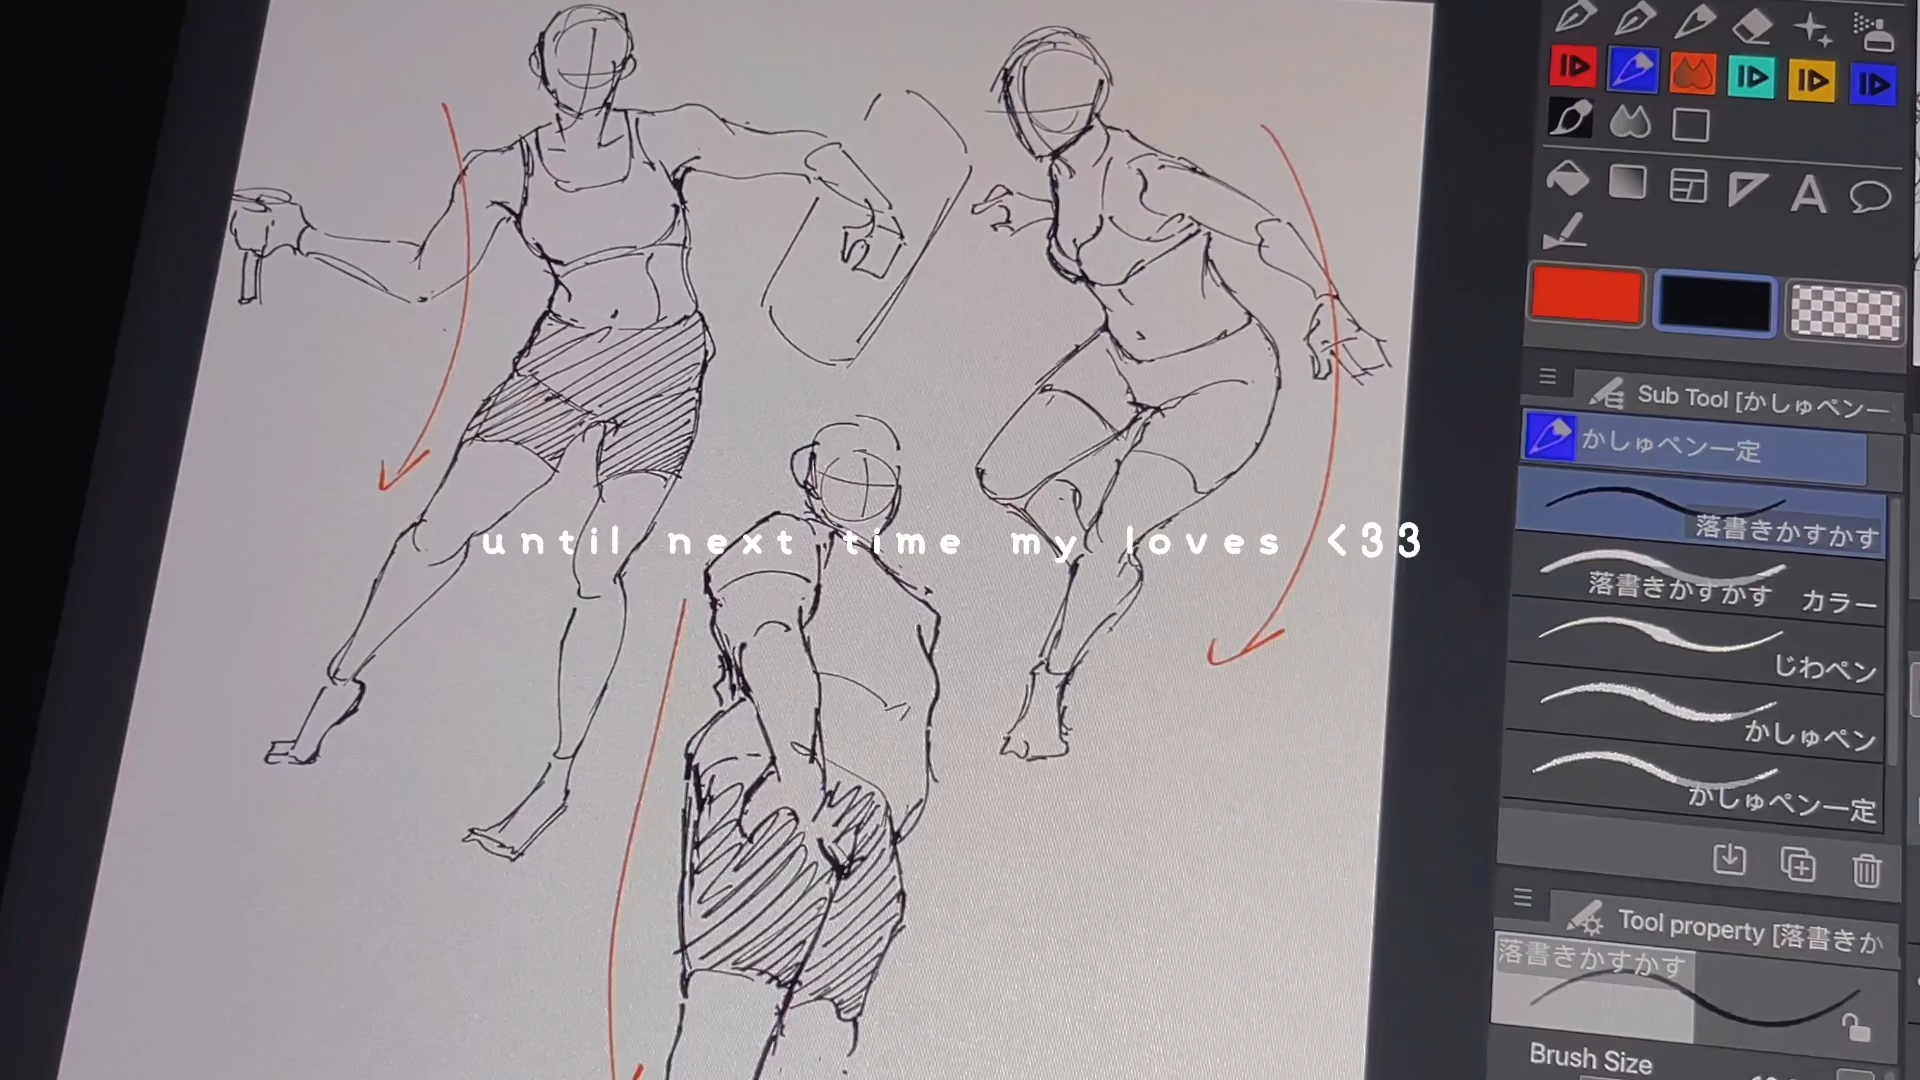 A
Sub Tool [かしゅペン一
かしゅペン一定
落書きかすかす
落書きかすかす カラー
じわペン
かしゅペン
かしゅペン一定
Tool property [落書きか
落書きかすかす
Brush Size
until next time my loves <33